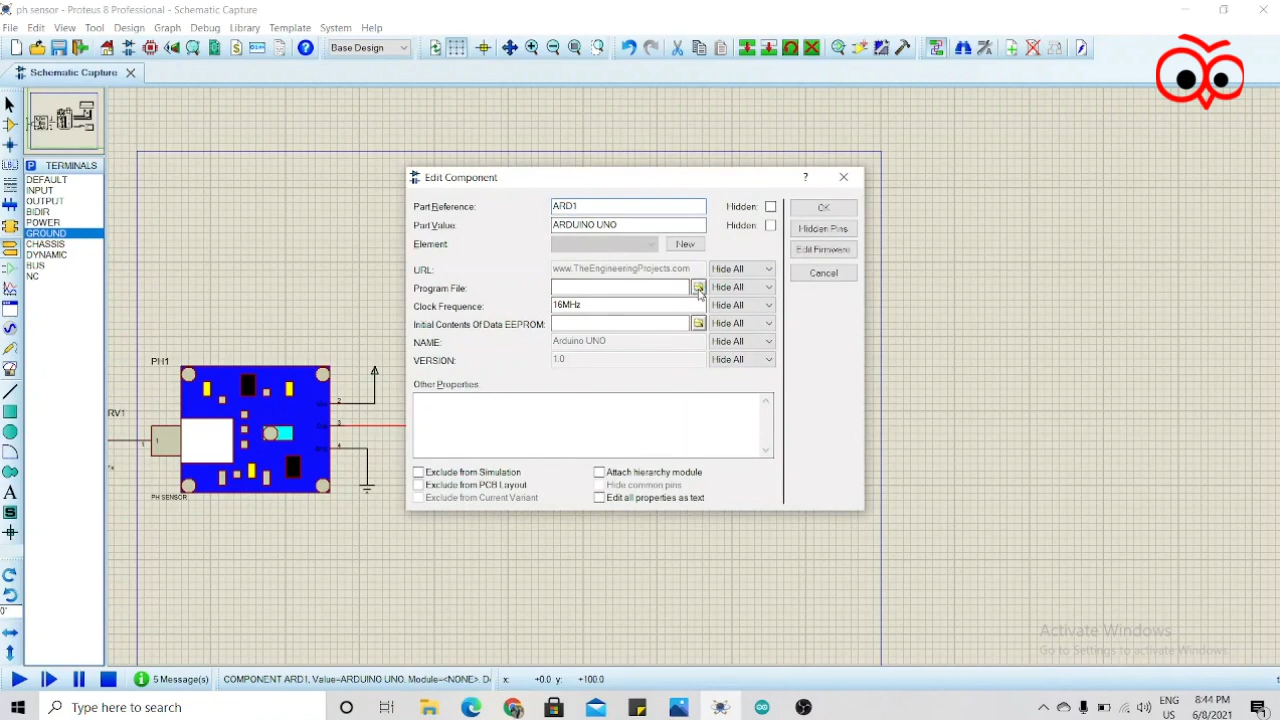 ph sensor - Proteus 8 Professional - Schematic Capture
File Edit View Tool Design Graph Debug Library Template System Help
Base Design
Schematic Capture
P TERMINALS
DEFAULT
INPUT
OUTPUT
BIDIR
POWER
GROUND
CHASSIS
DYNAMIC
BUS
NC
Edit Component ?
Part Reference: ARD1 Hidden: OK
Part Value: ARDUINO UNO Hidden: Hidden Pins
Element New Edit Firmware
URL: www.TheEngineeringProjects.com Hide All Cancel
Program File: Hide All
Clock Frequency: 16MHz Hide All
Initial Contents Of Data EEPROM: Hide All
NAME: Arduino UNO Hide All
VERSION: 1.0 Hide All
Other Properties:
Exclude from Simulation Attach hierarchy module
Exclude from PCB Layout Hide common pins
Exclude from Current Variant Edit all properties as text
PH1
RV1
2
3
4
1
PH SENSOR
0°
Activate Windows
Go to Settings to activate Windows.
5 Message(s) COMPONENT ARD1, Value=ARDUINO UNO. Module=<NONE>. x: +0.0 y: +100.0
Type here to search
ENG
US
8:44 PM
6/8/2021